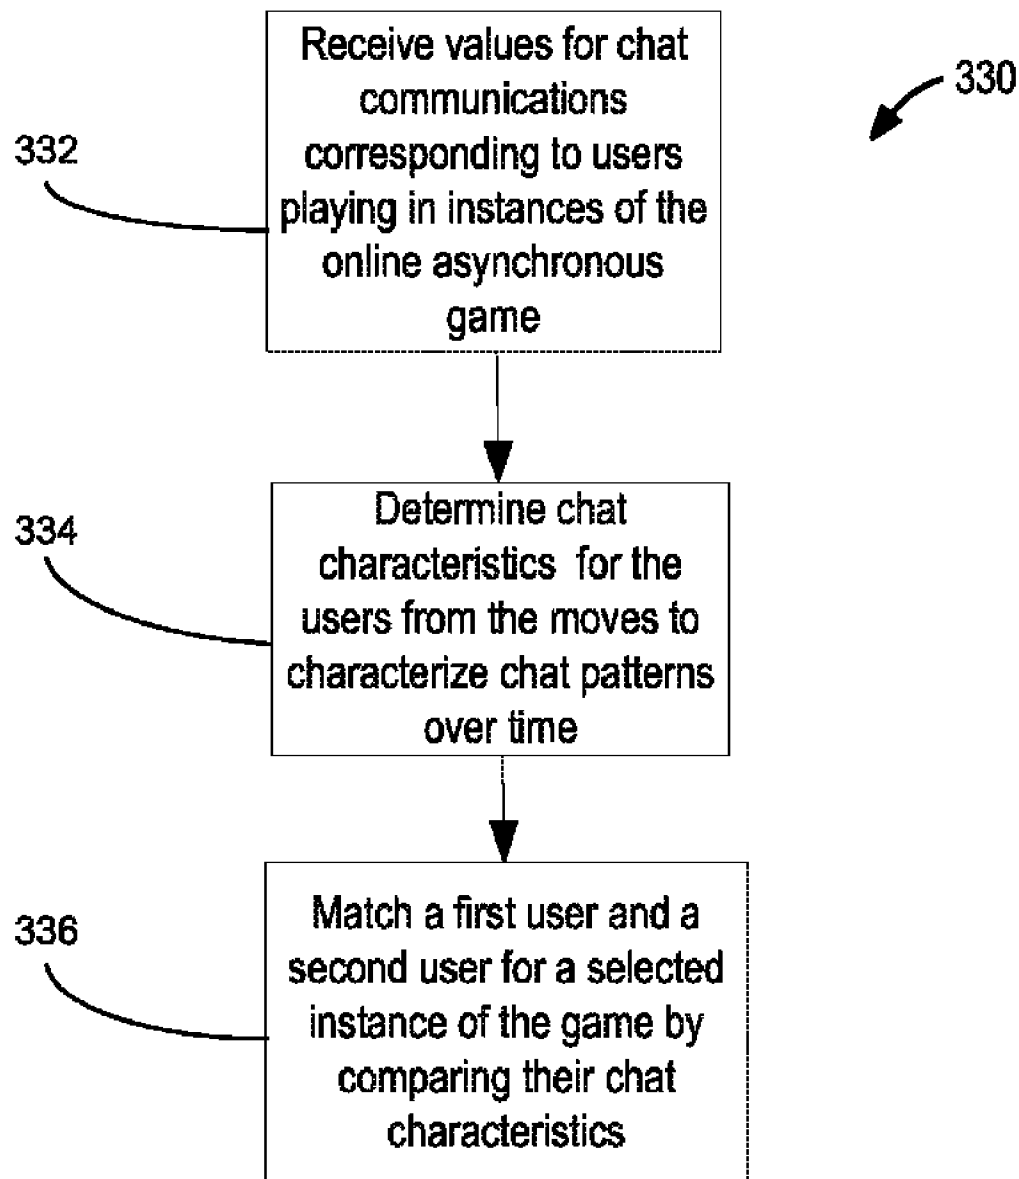 Receive values for chat
communications
corresponding to users
playing in instances of the
online asynchronous
game
330
332
Determine chat
characteristics for the
users from the moves to
characterize chat patterns
over time
334
Match a first user and a
second user for a selected
instance of the game by
comparing their chat
characteristics
336